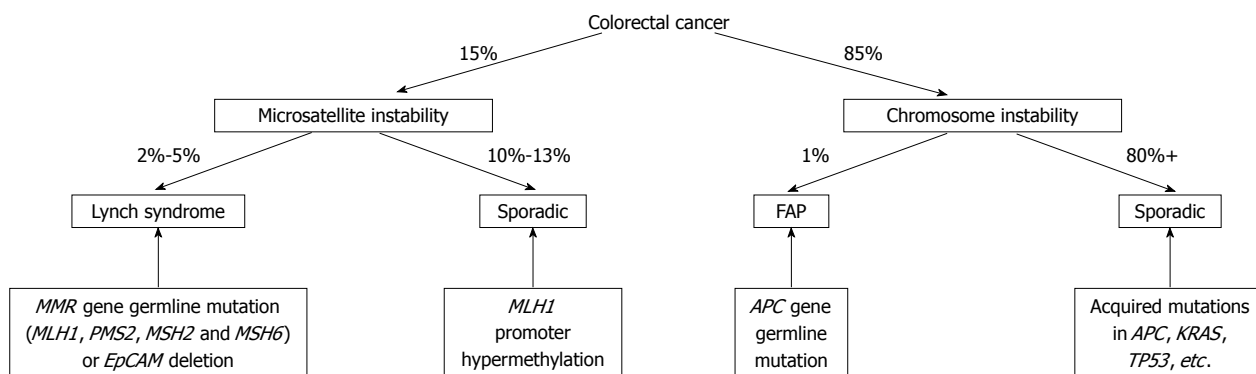 Colorectal cancer
15%
85%
Microsatellite instability
Chromosome instability
2%-5%
10%-13%
1%
80%+
Lynch syndrome
Sporadic
FAP
Sporadic
MMR gene germline mutation
(MLH1, PMS2, MSH2 and MSH6)
or EpCAM deletion
MLH1
promoter
hypermethylation
APC gene
germline
mutation
Acquired mutations
in APC, KRAS,
TP53, etc.